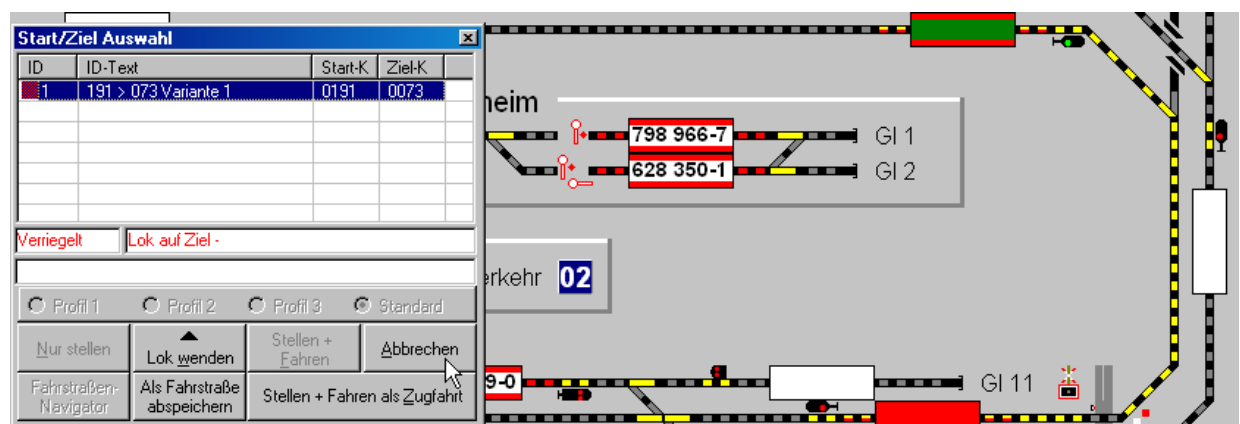 Start/Ziel Auswahl
ID ID-Text Start-K Ziel-K
1 191 > 073 Variante 1 0191 0073
Verriegelt Lok auf Ziel -
Profil 1 Profil 2 Profil 3 Standard
Nur stellen
Lok wenden
Stellen +
Fahren
Abbrechen
Fahrstraßen-
Navigator
Als Fahrstraße
abspeichern
Stellen + Fahren als Zugfahrt
heim
798 966-7 Gl 1
628 350-1 Gl 2
erkehr 02
9-0 Gl 11